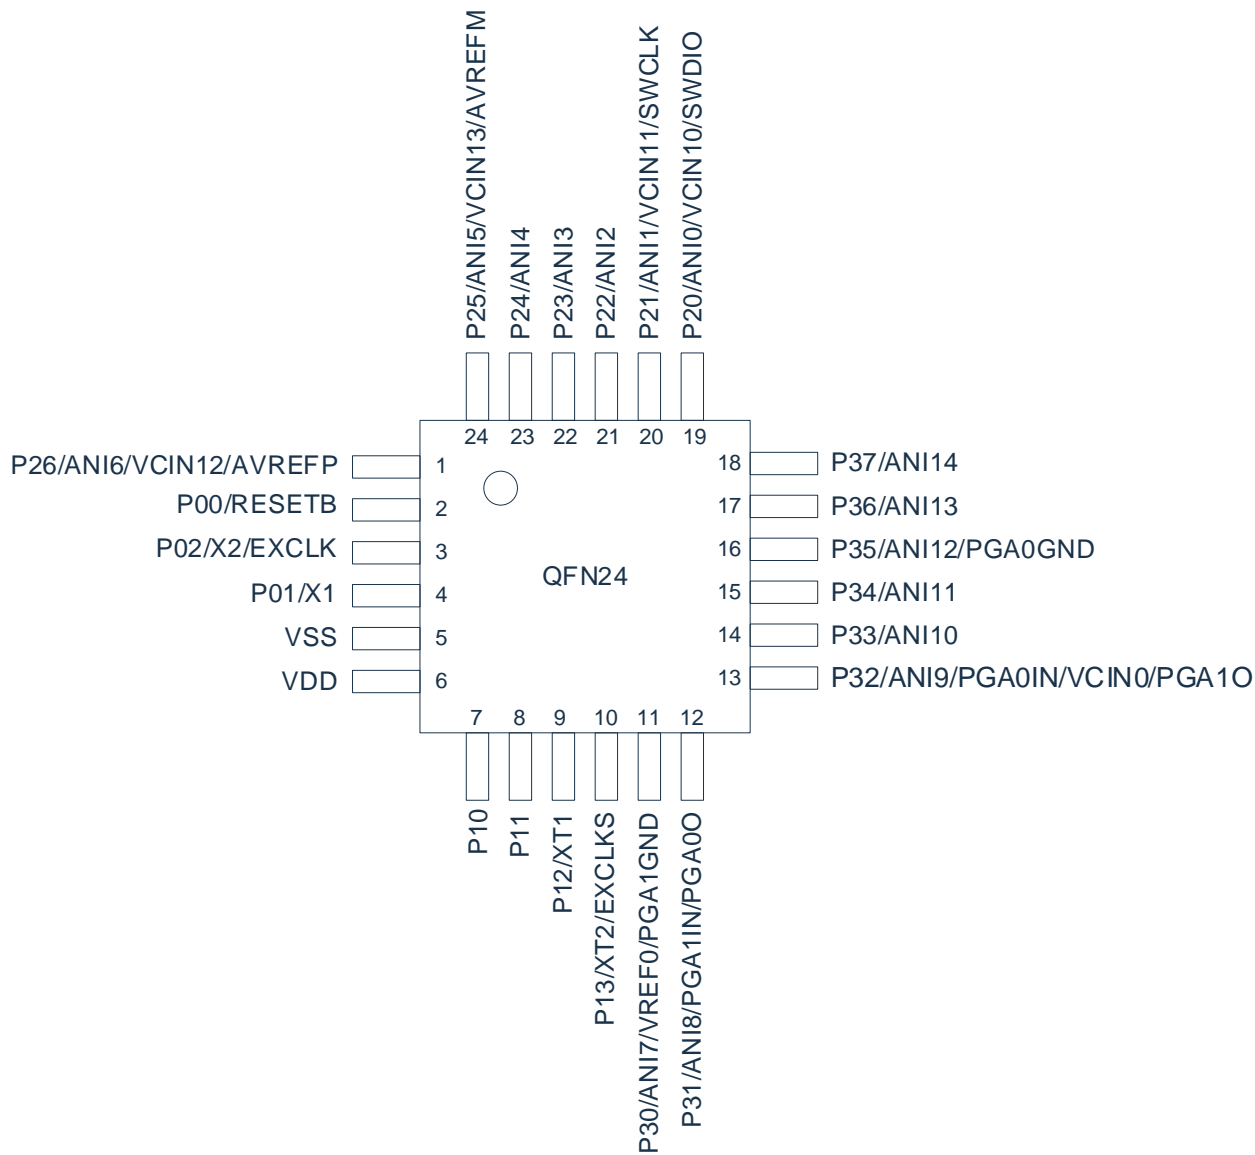 P25/ANI5/VCIN13/AVREFM
P24/ANI4
P23/ANI3
P22/ANI2
P21/ANI1/VCIN11/SWCLK
P20/ANI0/VCIN10/SWDIO
24
23
22
21
20
19
P26/ANI6/VCIN12/AVREFP
1
P00/RESETB
2
P02/X2/EXCLK
3
P01/X1
4
VSS
5
VDD
6
QFN24
18
P37/ANI14
17
P36/ANI13
16
P35/ANI12/PGA0GND
15
P34/ANI11
14
P33/ANI10
13
P32/ANI9/PGA0IN/VCIN0/PGA1O
7
8
9
10
11
12
P10
P11
P12/XT1
P13/XT2/EXCLKS
P30/ANI7/VREF0/PGA1GND
P31/ANI8/PGA1IN/PGA0O